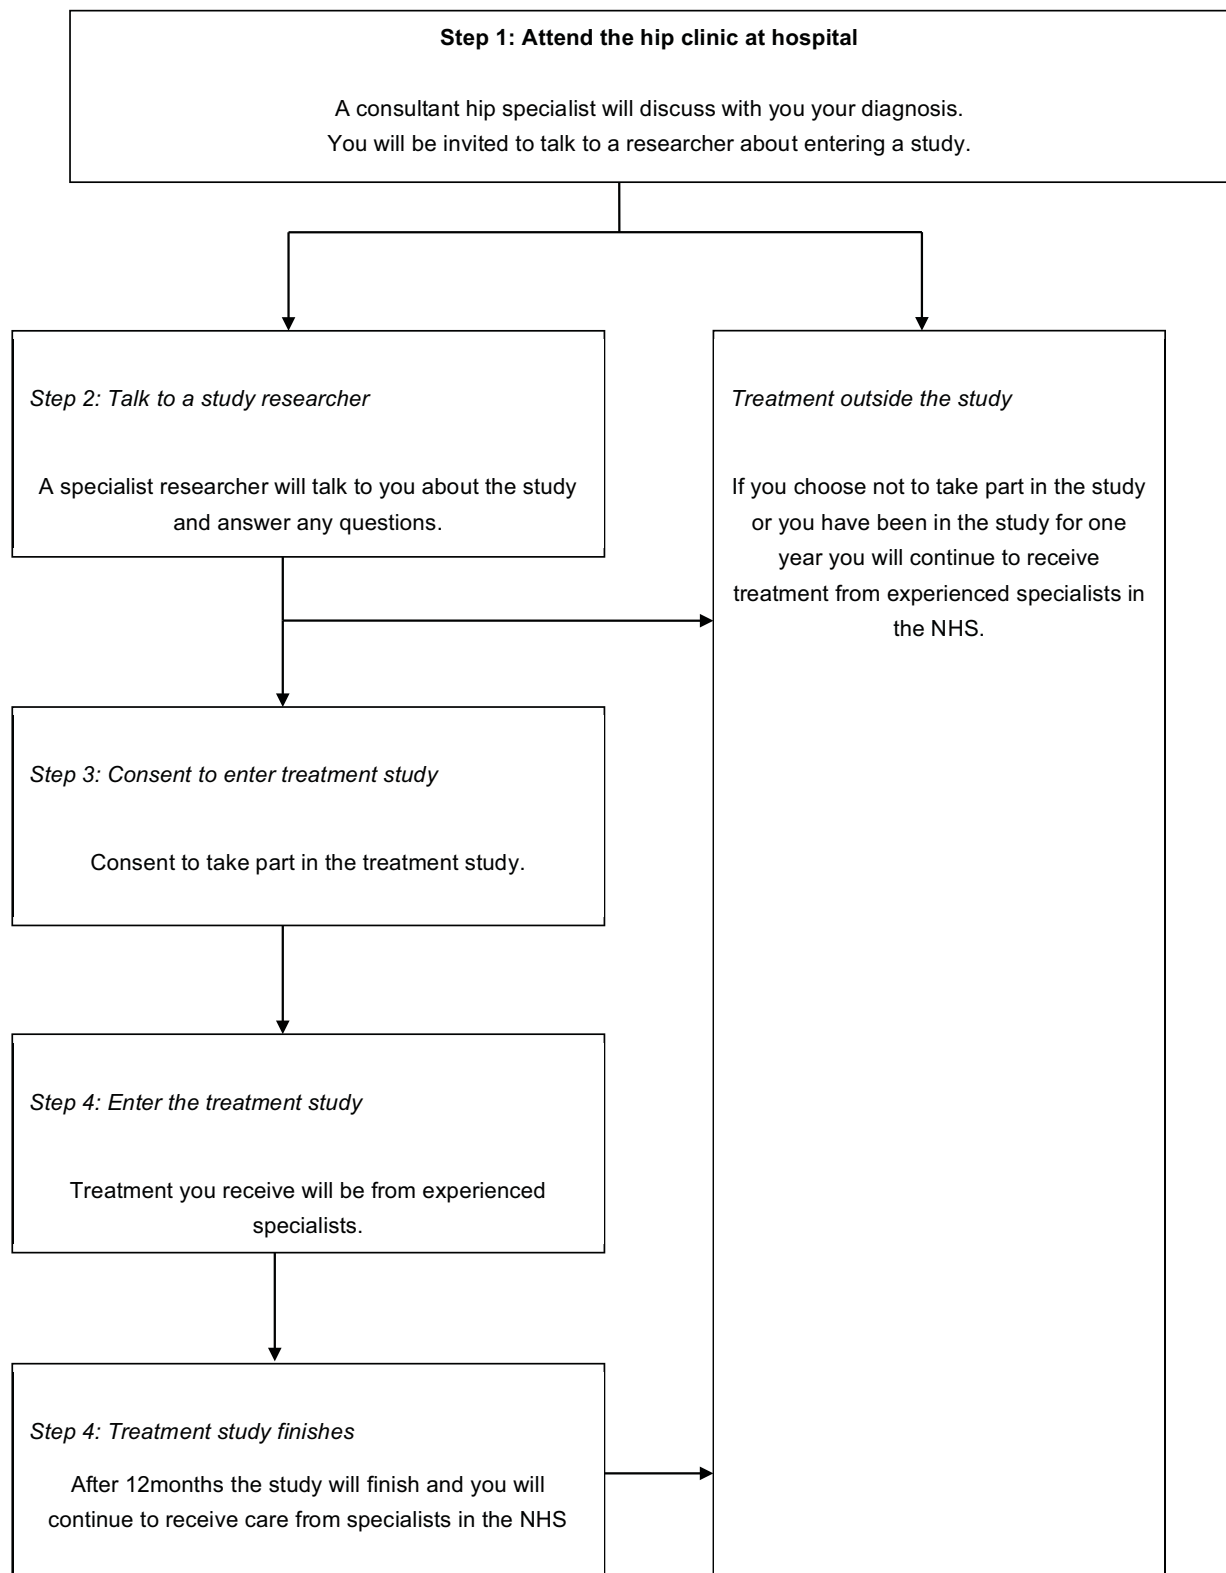 Step 1: Attend the hip clinic at hospital
A consultant hip specialist will discuss with you your diagnosis.
You will be invited to talk to a researcher about entering a study.
Step 2: Talk to a study researcher
A specialist researcher will talk to you about the study
and answer any questions.
Treatment outside the study
If you choose not to take part in the study
or you have been in the study for one
year you will continue to receive
treatment from experienced specialists in
the NHS.
Step 3: Consent to enter treatment study
Consent to take part in the treatment study.
Step 4: Enter the treatment study
Treatment you receive will be from experienced
specialists.
Step 4: Treatment study finishes
After 12months the study will finish and you will
continue to receive care from specialists in the NHS